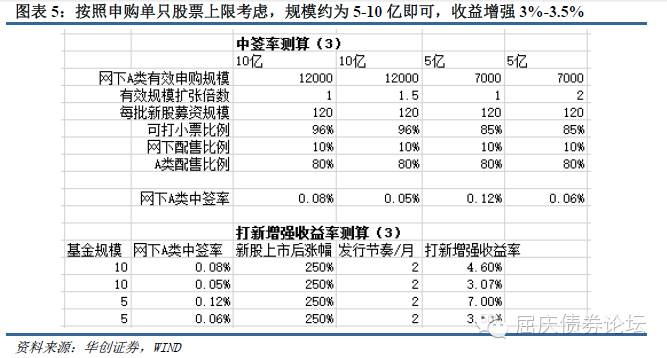 图表 5：按照申购单只股票上限考虑，规模约为 5-10 亿即可，收益增强 3%-3.5%
中签率测算（3）
10亿 10亿 5亿 5亿
网下A类有效申购规模 12000 12000 7000 7000
有效规模扩张倍数 1 1.5 1 2
每批新股募资规模 120 120 120 120
可打小票比例 96% 96% 85% 85%
网下配售比例 10% 10% 10% 10%
A类配售比例 80% 80% 80% 80%
网下A类中签率 0.08% 0.05% 0.12% 0.06%
打新增强收益率测算（3）
基金规模 网下A类中签率 新股上市后涨幅 发行节奏/月 打新增强收益率
10 0.08% 250% 2 4.60%
10 0.05% 250% 2 3.07%
5 0.12% 250% 2 7.00%
5 0.06% 250% 2
屈庆债券论坛
资料来源：华创证券，WIND